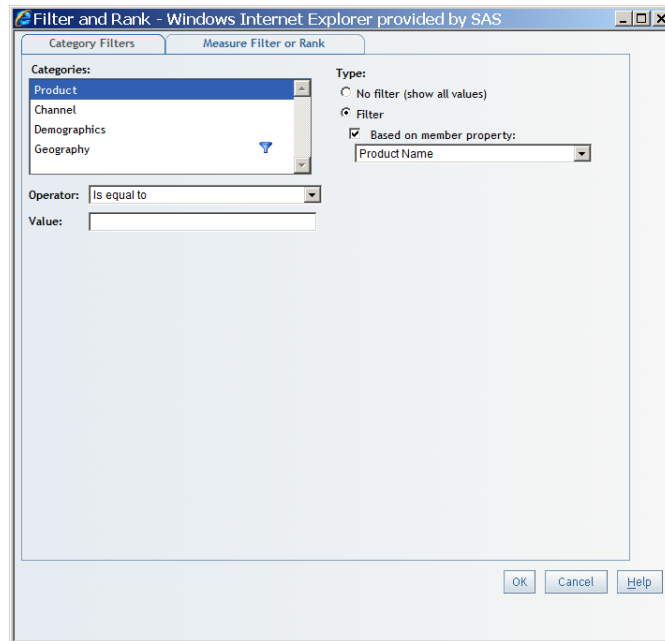 Filter and Rank - Windows Internet Explorer provided by SAS
Category Filters
Measure Filter or Rank
Categories:
Product
Channel
Demographics
Geography
Type:
No filter (show all values)
Filter
Based on member property:
Product Name
Operator: Is equal to
Value:
OK Cancel Help